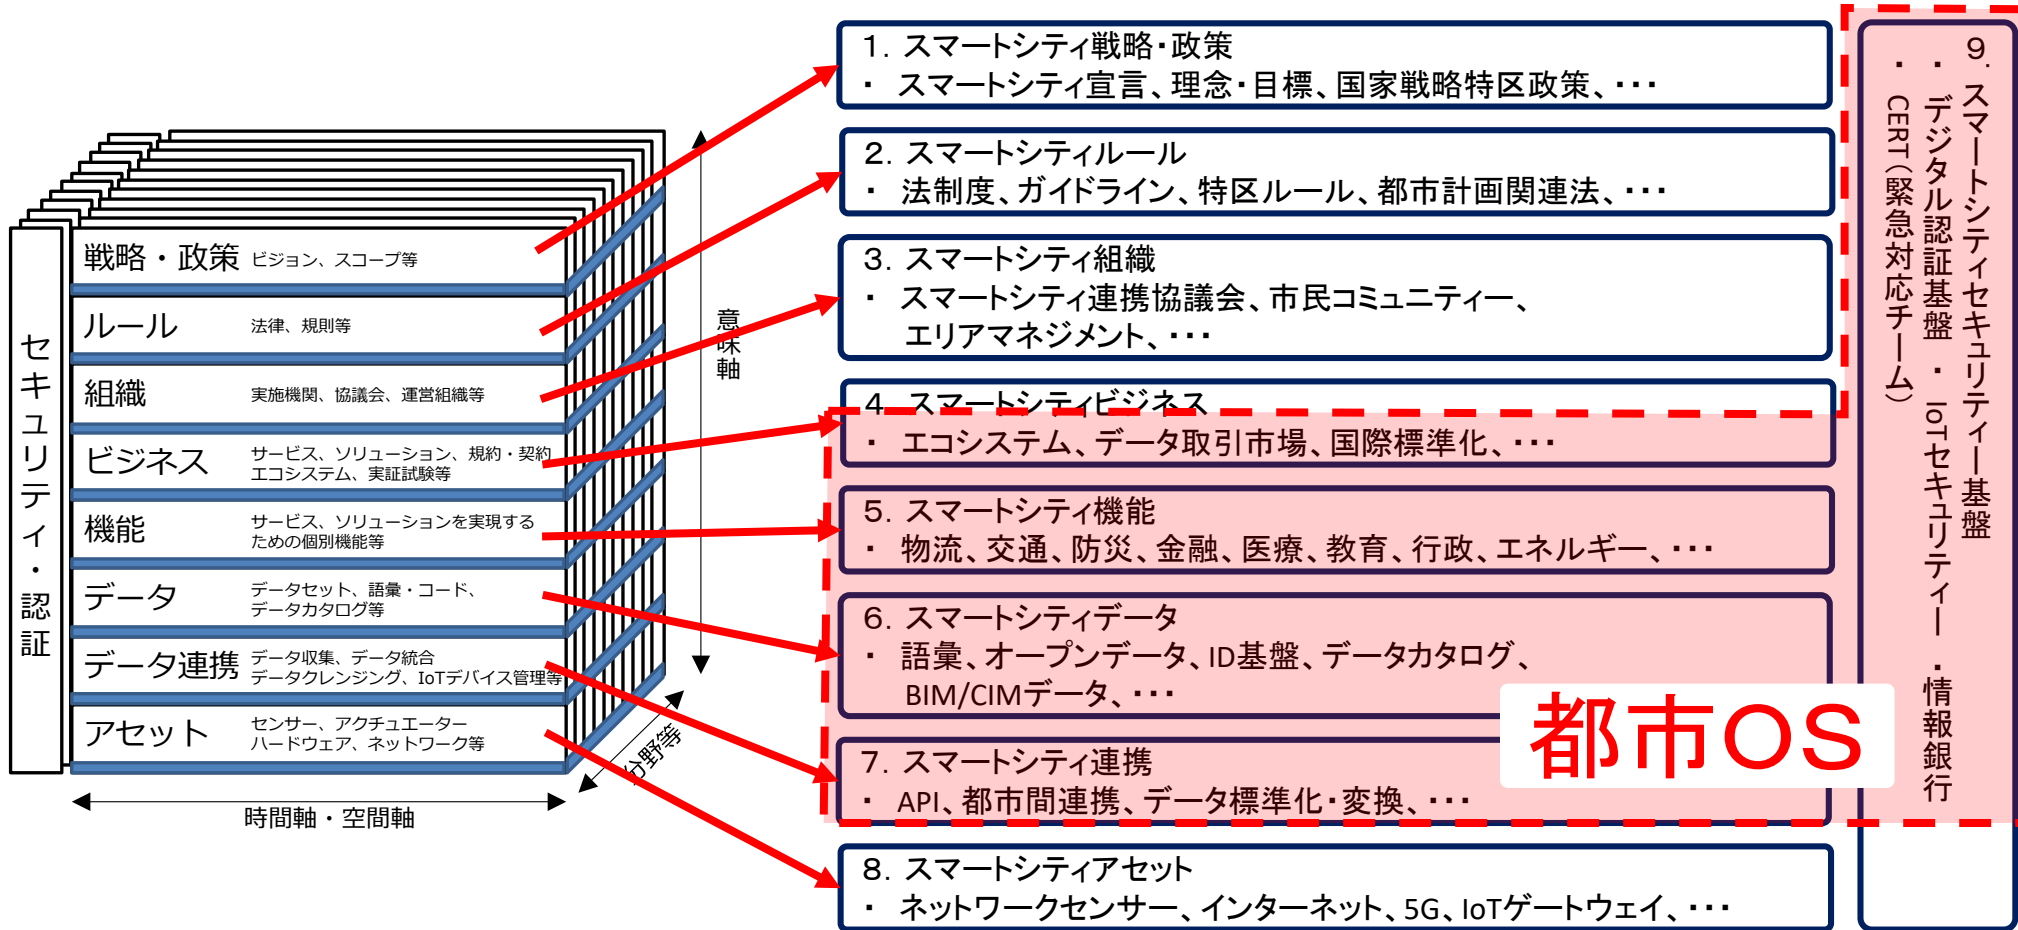 セキュリティ・認証
戦略・政策 ビジョン、スコープ等
ルール 法律、規則等
組織 実施機関、協議会、運営組織等
ビジネス サービス、ソリューション、規約・契約
エコシステム、実証試験等
機能 サービス、ソリューションを実現する
ための個別機能等
データ データセット、語彙・コード、
データカタログ等
データ連携 データ収集、データ統合
データクレンジング、IoTデバイス管理等
アセット センサー、アクチュエーター
ハードウェア、ネットワーク等
時間軸・空間軸
分野等
意味軸
1. スマートシティ戦略・政策
・ スマートシティ宣言、理念・目標、国家戦略特区政策、・・・
2. スマートシティルール
・ 法制度、ガイドライン、特区ルール、都市計画関連法、・・・
3. スマートシティ組織
・ スマートシティ連携協議会、市民コミュニティー、
エリアマネジメント、・・・
4. スマートシティビジネス
・ エコシステム、データ取引市場、国際標準化、・・・
5. スマートシティ機能
・ 物流、交通、防災、金融、医療、教育、行政、エネルギー、・・・
6. スマートシティデータ
・ 語彙、オープンデータ、ID基盤、データカタログ、
BIM/CIMデータ、・・・
7. スマートシティ連携
・ API、都市間連携、データ標準化・変換、・・・
都市OS
8. スマートシティアセット
・ ネットワークセンサー、インターネット、5G、IoTゲートウェイ、・・・
9. スマートシティセキュリティー基盤
・ デジタル認証基盤 ・ IoTセキュリティー ・情報銀行
・ CERT(緊急対応チーム)